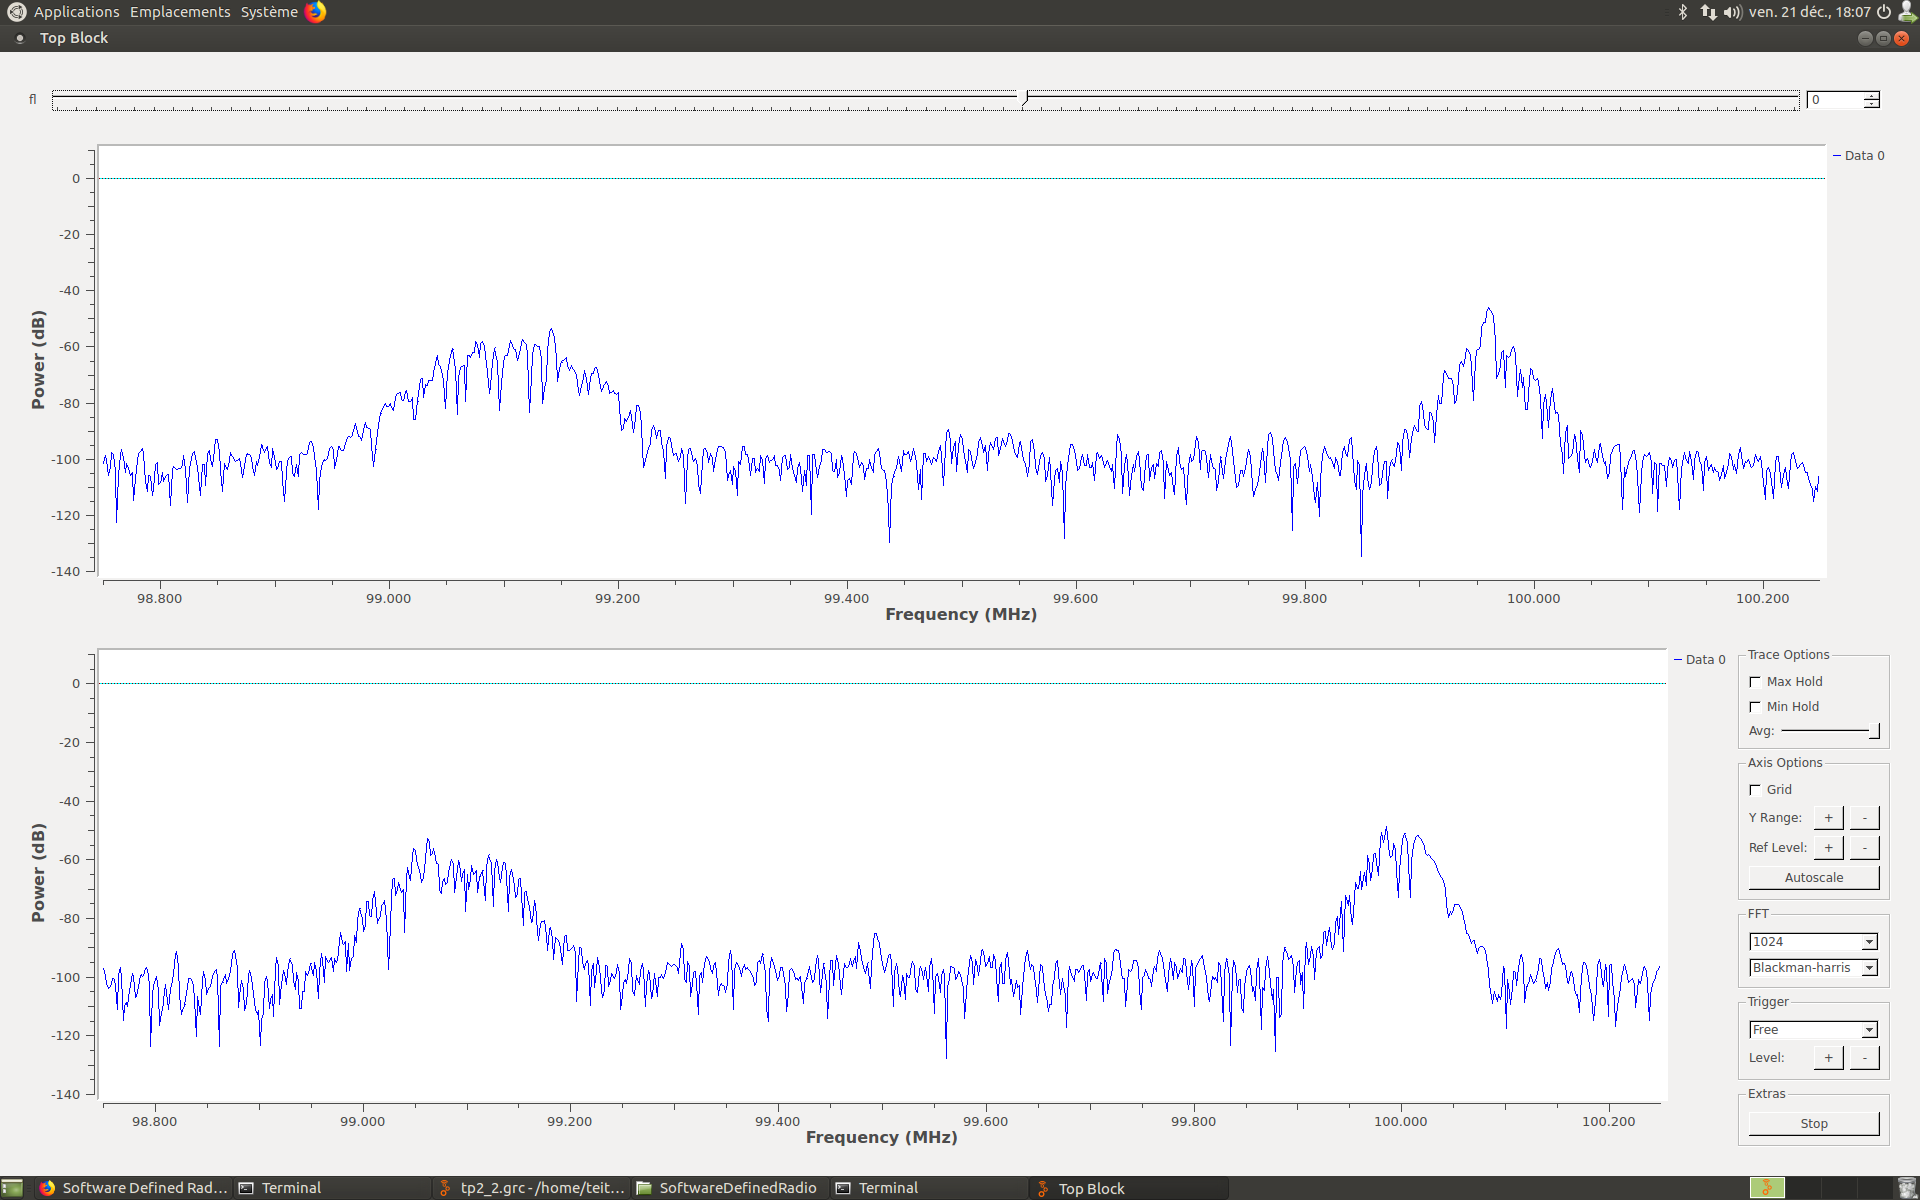 Applications Emplacements Système ven. 21 déc., 18:07
Top Block
fl 0
Data 0
0
-20
-40
-60
-80
-100
-120
-140
Power (dB)
98.800 99.000 99.200 99.400 99.600 99.800 100.000 100.200
Frequency (MHz)
Data 0
0
-20
-40
-60
-80
-100
-120
-140
Power (dB)
98.800 99.000 99.200 99.400 99.600 99.800 100.000 100.200
Frequency (MHz)
Trace Options
Max Hold
Min Hold
Avg:
Axis Options
Grid
Y Range: + -
Ref Level: + -
Autoscale
FFT
1024
Blackman-harris
Trigger
Free
Level: + -
Extras
Stop
Software Defined Rad... Terminal tp2_2.grc - /home/teit... SoftwareDefinedRadio Terminal Top Block